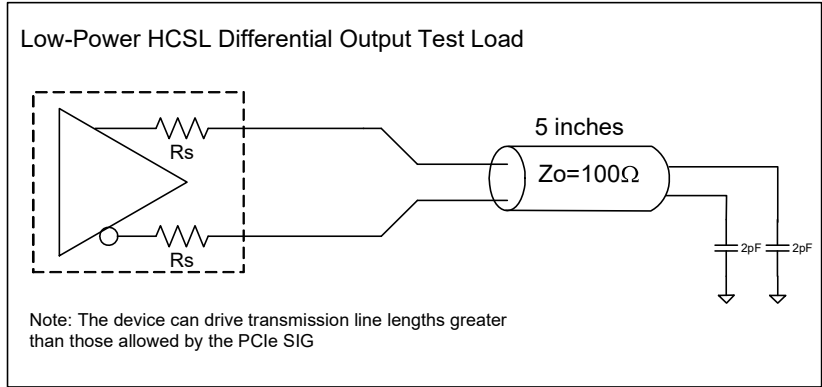 Low-Power HCSL Differential Output Test Load
Rs
Rs
5 inches
Zo=100Ω
2pF
2pF
Note: The device can drive transmission line lengths greater
than those allowed by the PCIe SIG